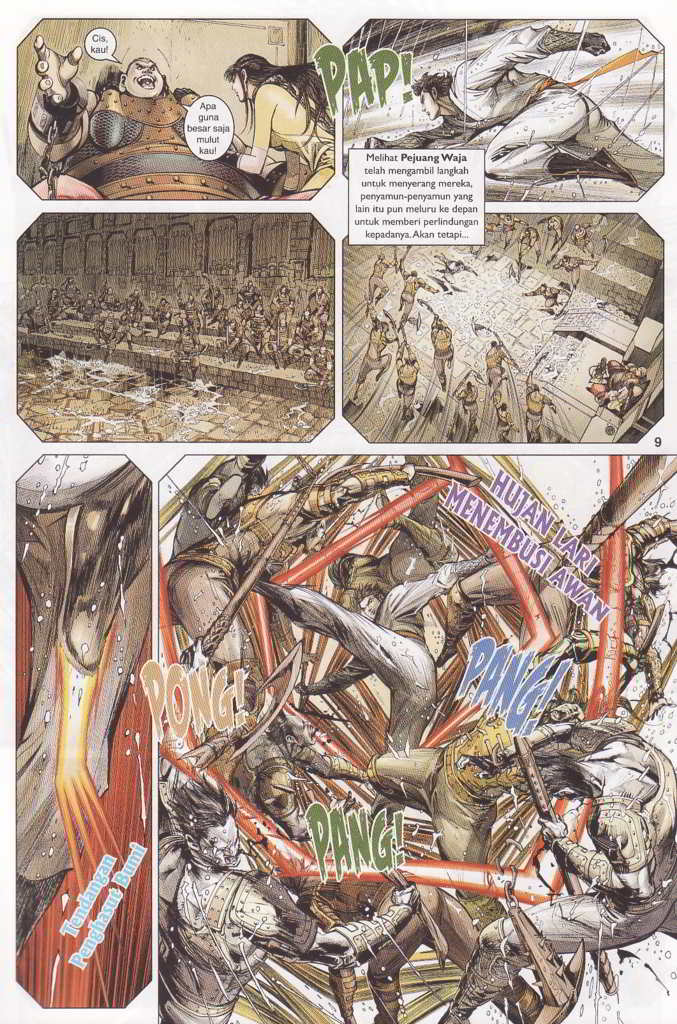 Cis,
kau!
Apa
guna
besar saja
mulut
kau!
PAP!
Melihat Pejuang Waja
telah mengambil langkah
untuk menyerang mereka,
penyamun-penyamun yang
lain itu pun meluru ke depan
untuk memberi perlindungan
kepadanya. Akan tetapi...
9
Tendangan
Penghasut Bumi
HUJAN LARI
MENEMBUSI AWAN
PONG!
PANG!
PANG!